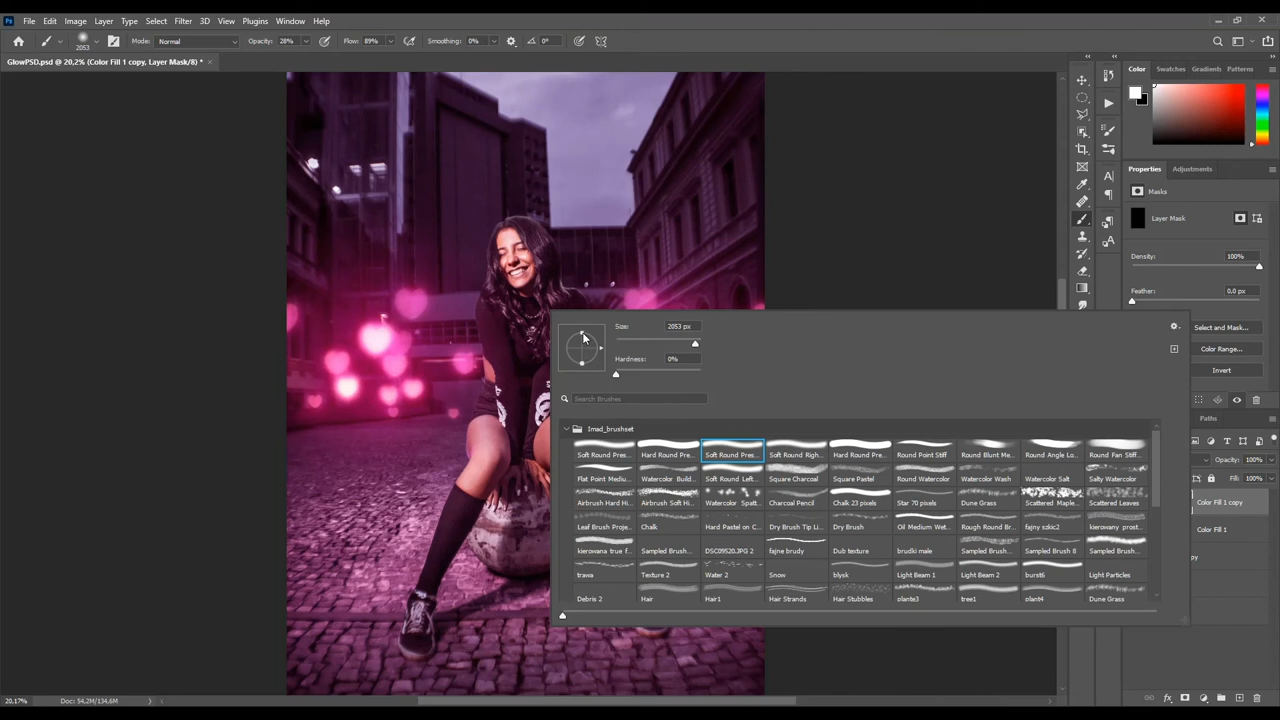 Ps File Edit Image Layer Type Select Filter 3D View Plugins Window Help
2053 Mode: Normal Opacity: 28% Flow: 89% Smoothing: 0% 0°
GlowPSD.psd @ 20,2% (Color Fill 1 copy, Layer Mask/8) *
Color Swatches Gradients Patterns
Properties Adjustments
Masks
Layer Mask
Density: 100%
Feather: 0,0 px
Select and Mask...
Color Range...
Invert
Paths
Opacity: 100%
Fill: 100%
Color Fill 1 copy
Color Fill 1
Size: 2053 px
Hardness: 0%
Search Brushes
Imad_brushset
Soft Round Pres... Hard Round Pre... Soft Round Pres... Soft Round Righ... Hard Round Pre... Round Point Stiff Round Blunt Me... Round Angle Lo... Round Fan Stiff...
Flat Point Mediu... Watercolor Build... Soft Round Left... Square Charcoal Square Pastel Round Watercolor Watercolor Wash Watercolor Salt Salty Watercolor
Airbrush Hard Hi... Airbrush Soft Hi... Watercolor Spatt... Charcoal Pencil Chalk 23 pixels Star 70 pixels Dune Grass Scattered Maple... Scattered Leaves
Leaf Brush Proje... Chalk Hard Pastel on C... Dry Brush Tip Li... Dry Brush Oil Medium Wet... Rough Round Br... fajny szkic2 kierowany prost...
kierowana true f... Sampled Brush... DSC09520.JPG 2 fajne brudy Dub texture brudki male Sampled Brush... Sampled Brush 8 Sampled Brush...
trawa Texture 2 Water 2 Snow blysk Light Beam 1 Light Beam 2 burst6 Light Particles
Debris 2 Hair Hair1 Hair Strands Hair Stubbles plante3 tree1 plant4 Dune Grass
20,17% Doc: 54,2M/134,6M